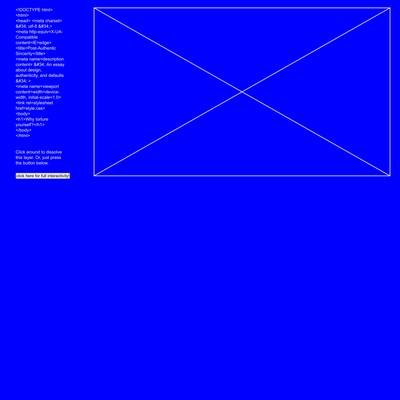 <!DOCTYPE html>
<html>
<head> <meta charset=
&#34; utf-8 &#34;>
<meta http-equiv=X-UA-
Compatible
content=IE=edge>
<title>Post-Authentic
Sincerity</title>
<meta name=description
content= &#34; An essay
about design,
authenticity, and defaults
&#34; >
<meta name=viewport
content=width=device-
width, initial-scale=1.0>
<link rel=stylesheet
href=style.css>
<body>
<h1>Why torture
yourself?</h1>
</body>
</html>
Click around to dissolve
this layer. Or, just press
the button below.
click here for full interactivity!